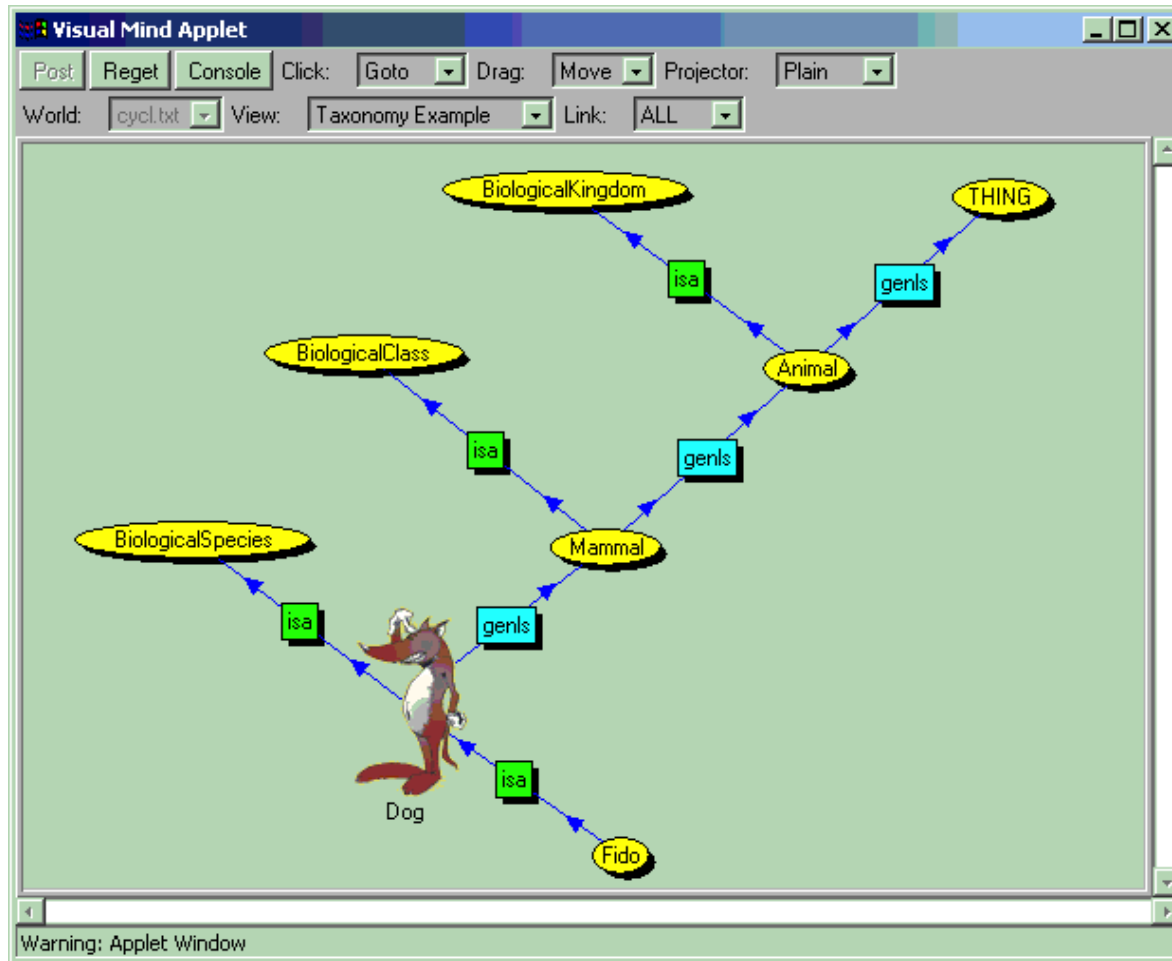 Visual Mind Applet
Post Reget Console Click: Goto Drag: Move Projector: Plain
World: cycl.txt View: Taxonomy Example Link: ALL
BiologicalKingdom
THING
isa
genls
BiologicalClass
Animal
isa
genls
BiologicalSpecies
Mammal
isa
genls
isa
Dog
Fido
Warning: Applet Window